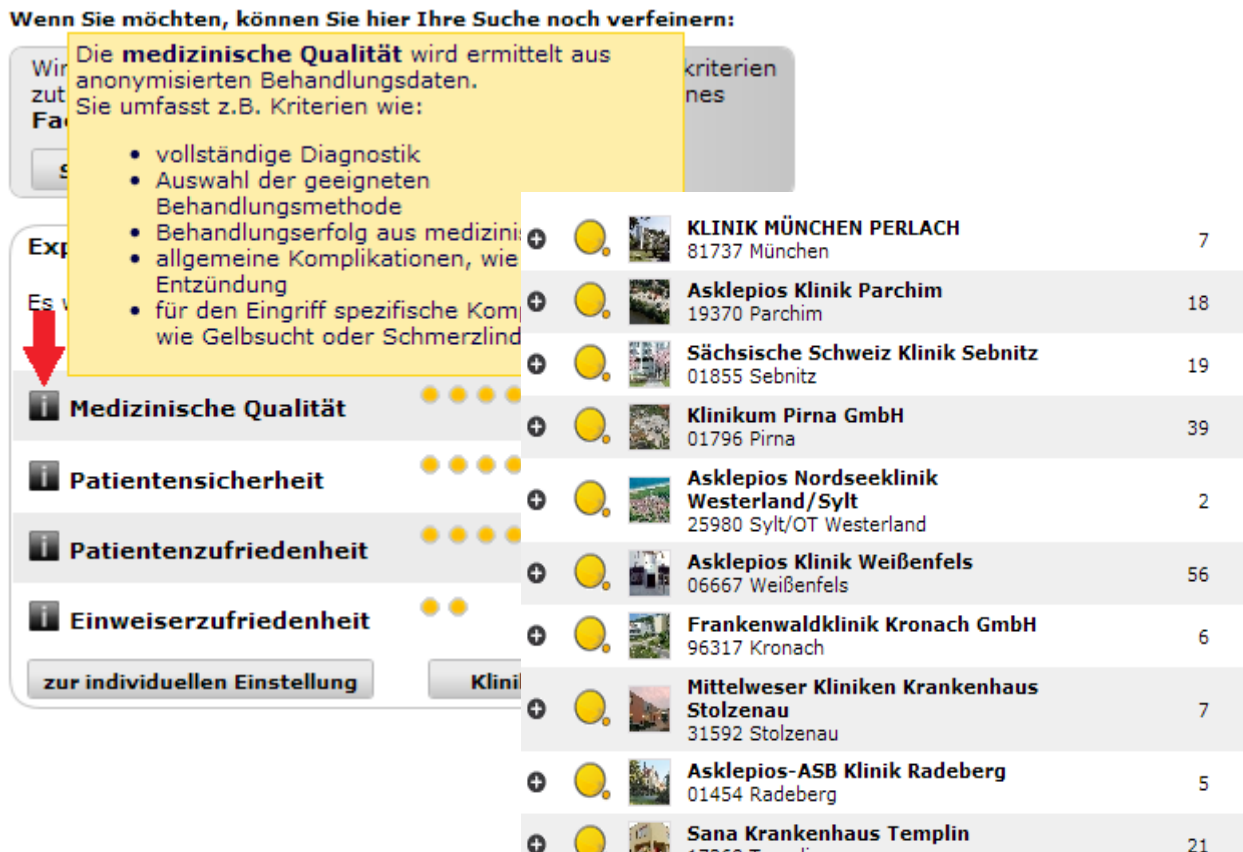 Wenn Sie möchten, können Sie hier Ihre Suche noch verfeinern:
Die medizinische Qualität wird ermittelt aus
anonymisierten Behandlungsdaten.
Sie umfasst z.B. Kriterien wie:
• vollständige Diagnostik
• Auswahl der geeigneten
Behandlungsmethode
• Behandlungserfolg aus
• allgemeine Komplikationen, wie
Entzündung
• für den Eingriff spezifische
wie Gelbsucht oder
kriterien
Es
Medizinische Qualität
Patientensicherheit
Patientenzufriedenheit
Einweiserzufriedenheit
zur individuellen Einstellung
KLINIK MÜNCHEN PERLACH
81737 München
7
Asklepios Klinik Parchim
19370 Parchim
18
Sächsische Schweiz Klinik Sebnitz
01855 Sebnitz
19
Klinikum Pirna GmbH
01796 Pirna
39
Asklepios Nordseeklinik
Westerland/Sylt
25980 Sylt/OT Westerland
2
Asklepios Klinik Weißenfels
06667 Weißenfels
56
Frankenwaldklinik Kronach GmbH
96317 Kronach
6
Mittelweser Kliniken Krankenhaus
Stolzenau
31592 Stolzenau
7
Asklepios-ASB Klinik Radeberg
01454 Radeberg
5
Sana Krankenhaus Templin
21